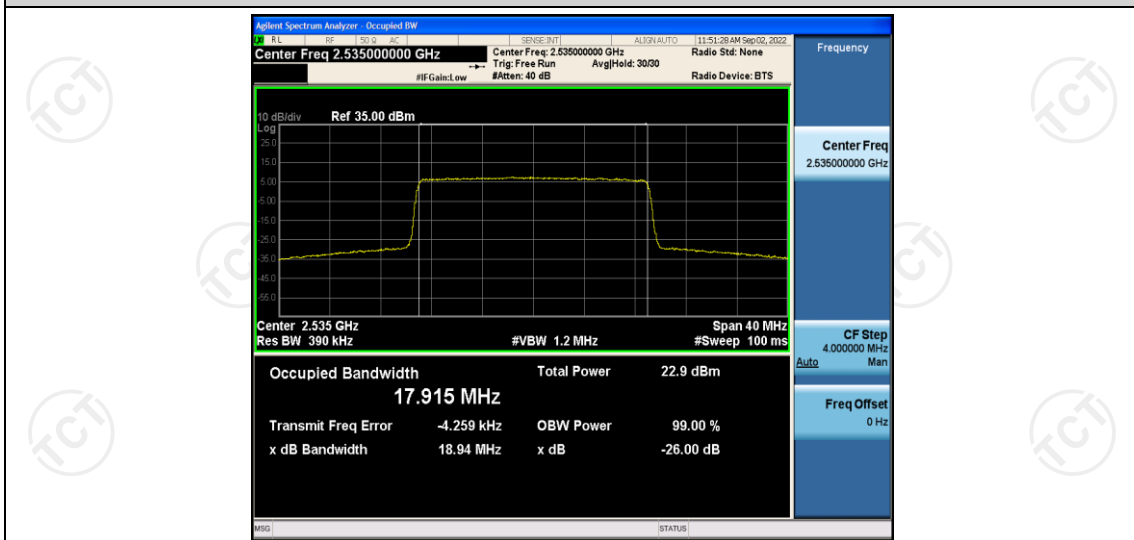 Agilent Spectrum Analyzer - Occupied BW
RL RF 50 Ω AC SENSE:INT ALIGN AUTO 11:51:28 AM Sep 02, 2022
Center Freq 2.535000000 GHz
Center Freq: 2.535000000 GHz
Radio Std: None
Trig: Free Run Avg|Hold: 30/30
#IFGain:Low
#Atten: 40 dB
Radio Device: BTS
Frequency
10 dB/div Ref 35.00 dBm
Log
25.0
15.0
5.00
-5.00
-15.0
-25.0
-35.0
-45.0
-55.0
Center Freq
2.535000000 GHz
Center 2.535 GHz
Span 40 MHz
Res BW 390 kHz
#VBW 1.2 MHz
#Sweep 100 ms
CF Step
4.000000 MHz
Auto Man
Freq Offset
0 Hz
Occupied Bandwidth
Total Power 22.9 dBm
17.915 MHz
Transmit Freq Error -4.259 kHz OBW Power 99.00 %
x dB Bandwidth 18.94 MHz x dB -26.00 dB
MSG
STATUS
TCT
TCT
TCT
TCT
TCT
TCT